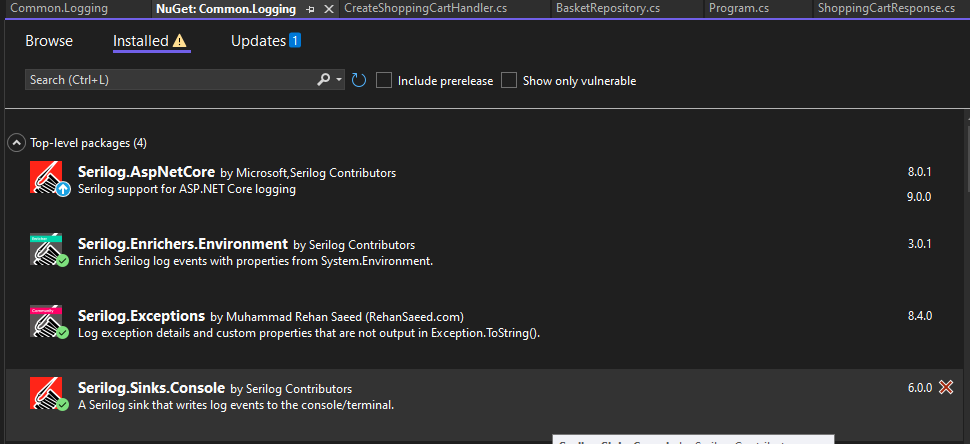 Common.Logging NuGet: Common.Logging CreateShoppingCartHandler.cs BasketRepository.cs Program.cs ShoppingCartResponse.cs
Browse Installed Updates 1
Search (Ctrl+L) Include prerelease Show only vulnerable
Top-level packages (4)
Serilog.AspNetCore by Microsoft,Serilog Contributors 8.0.1
Serilog support for ASP.NET Core logging 9.0.0
Serilog.Enrichers.Environment by Serilog Contributors 3.0.1
Enrich Serilog log events with properties from System.Environment.
Serilog.Exceptions by Muhammad Rehan Saeed (RehanSaeed.com) 8.4.0
Log exception details and custom properties that are not output in Exception.ToString().
Serilog.Sinks.Console by Serilog Contributors 6.0.0
A Serilog sink that writes log events to the console/terminal.